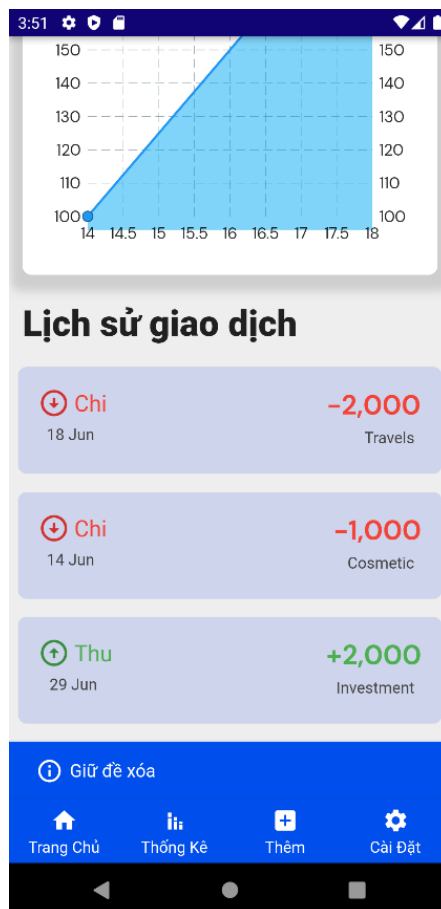 3:51
150 150
140 140
130 130
120 120
110 110
100 100
14 14.5 15 15.5 16 16.5 17 17.5 18
Lịch sử giao dịch
Chi -2,000
18 Jun Travels
Chi -1,000
14 Jun Cosmetic
Thu +2,000
29 Jun Investment
Giữ đề xóa
Trang Chủ Thống Kê Thêm Cài Đặt